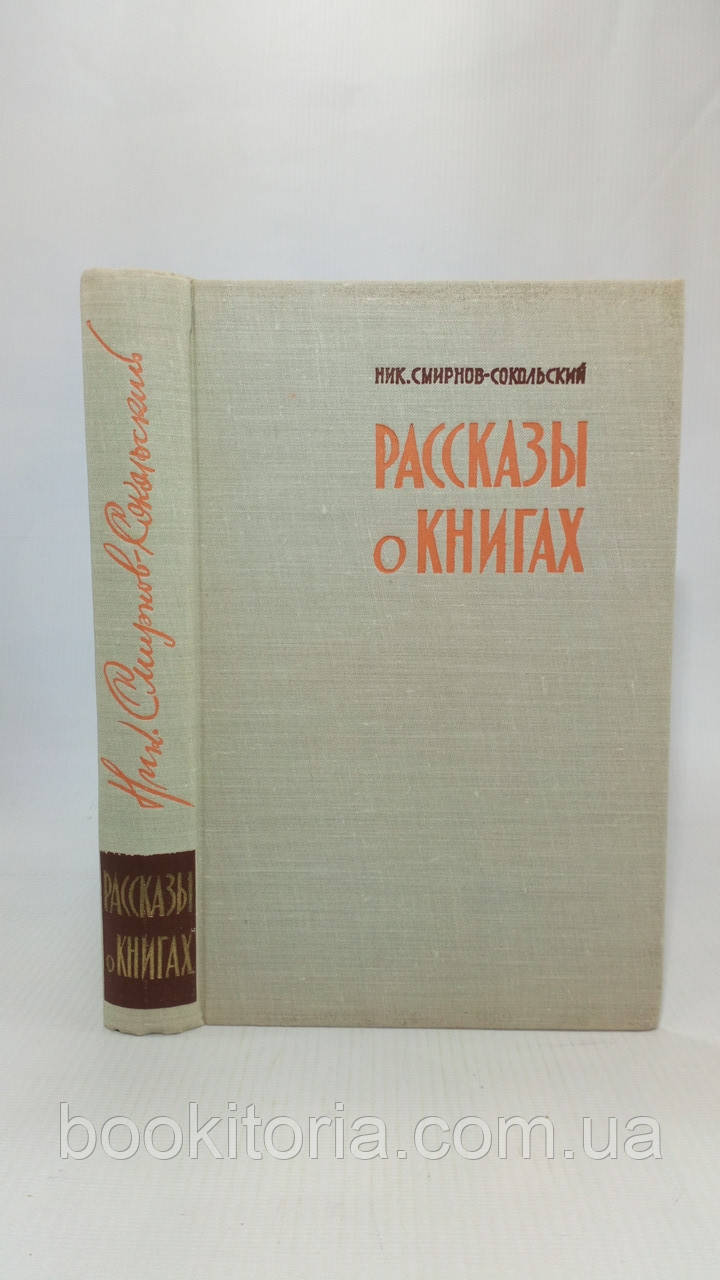 НИК. СМИРНОВ-СОКОЛЬСКИЙ
РАССКАЗЫ
о КНИГАХ
Ник. Смирнов-Сокольский
РАССКАЗЫ
о КНИГАХ
bookitoria.com.ua